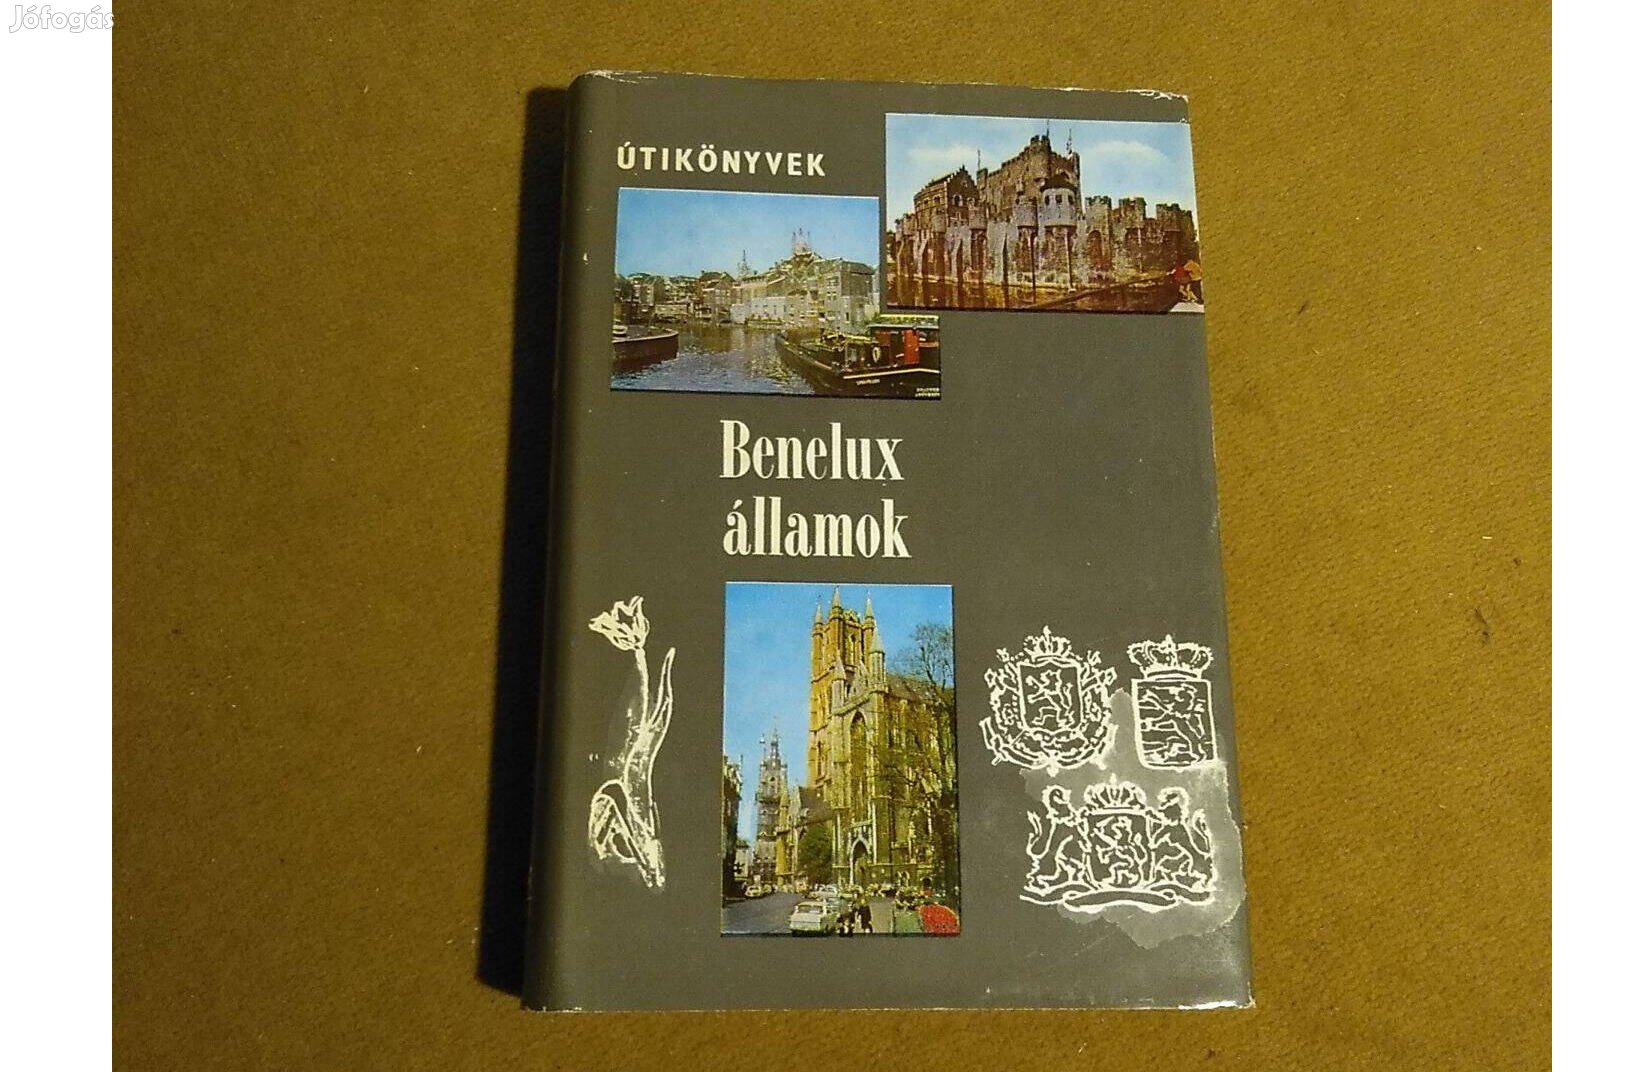 Jófogás
ÚTIKÖNYVEK
Benelux
államok